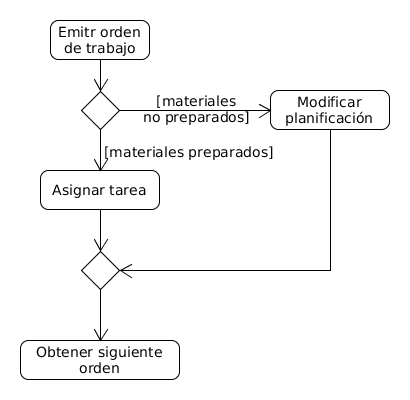 Emitr orden
de trabajo
[materiales
no preparados]
Modificar
planificación
[materiales preparados]
Asignar tarea
Obtener siguiente
orden